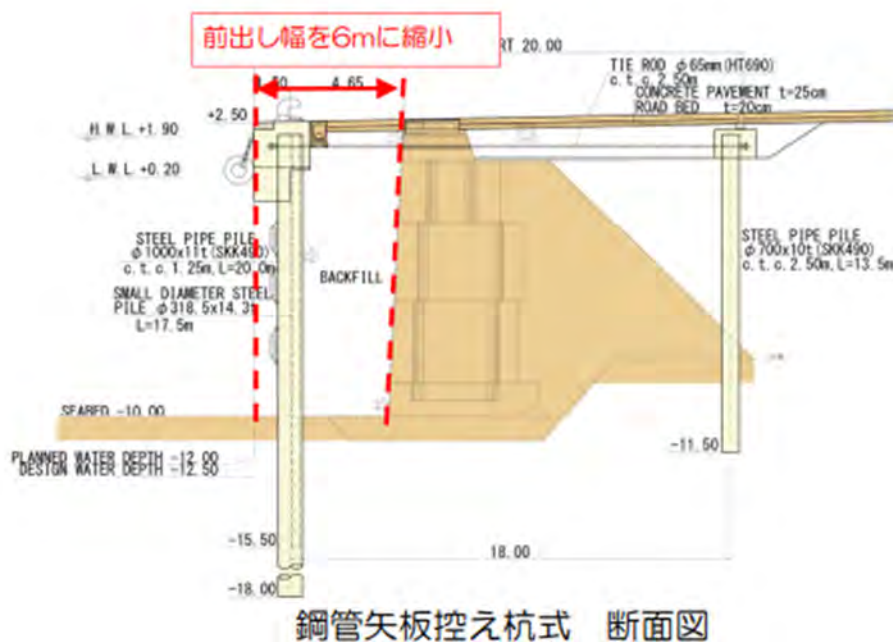 前出し幅を6mに縮小
RT 20.00
4.65
TIE ROD φ65mm(HT690)
c.t.c.2.50m
CONCRETE PAVEMENT t=25cm
ROAD BED t=20cm
+2.50
H.W.L +1.90
L.W.L +0.20
STEEL PIPE PILE
φ1000x11t(SKK490)
c.t.c.1.25m,L=20.0m
SMALL DIAMETER STEEL
PILE φ318.5x14.3t
L=17.5m
BACKFILL
STEEL PIPE PILE
φ700x10t(SKK490)
c.t.c.2.50m,L=13.5m
SEABED -10.00
PLANNED WATER DEPTH -12.00
DESIGN WATER DEPTH -12.50
-11.50
-15.50
18.00
-18.00
鋼管矢板控え杭式 断面図